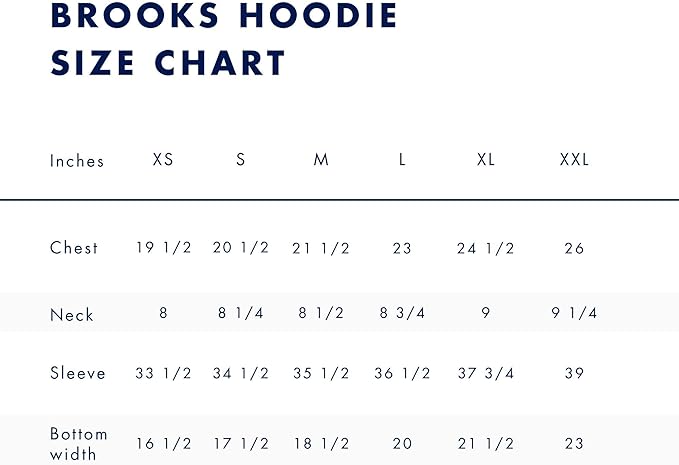 BROOKS HOODIE
SIZE CHART
Inches XS S M L XL XXL
Chest 19 1/2 20 1/2 21 1/2 23 24 1/2 26
Neck 8 8 1/4 8 1/2 8 3/4 9 9 1/4
Sleeve 33 1/2 34 1/2 35 1/2 36 1/2 37 3/4 39
Bottom
width 16 1/2 17 1/2 18 1/2 20 21 1/2 23